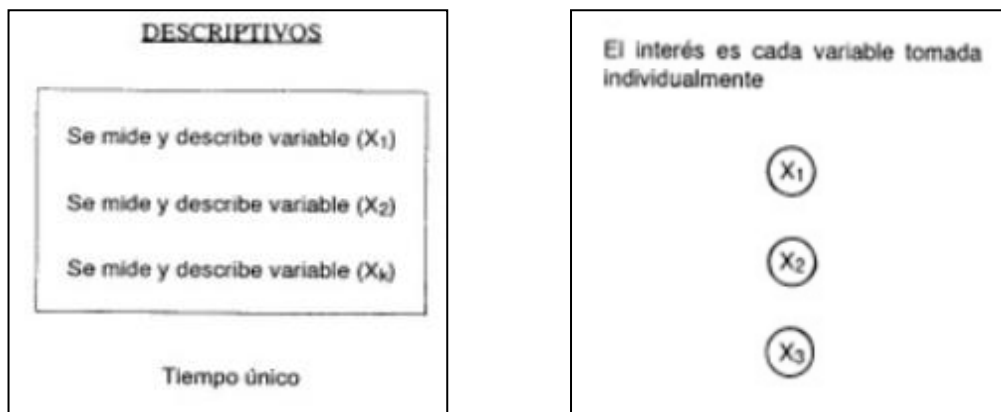 DESCRIPTIVOS
Se mide y describe variable (X₁)
Se mide y describe variable (X₂)
Se mide y describe variable (Xₖ)
Tiempo único
El interés es cada variable tomada
individualmente
X₁
X₂
X₃